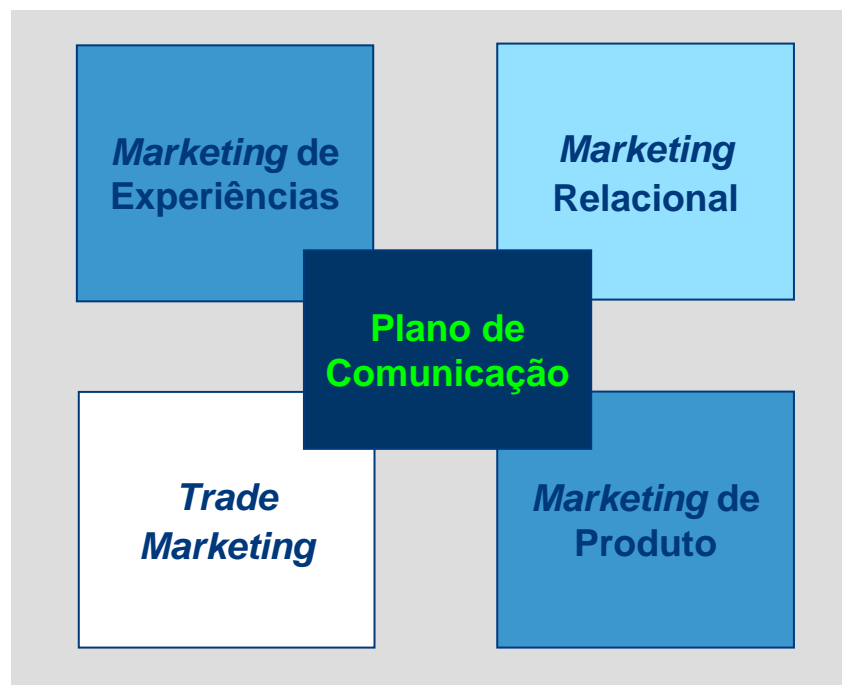 Marketing de
Experiências
Marketing
Relacional
Plano de
Comunicação
Trade
Marketing
Marketing de
Produto